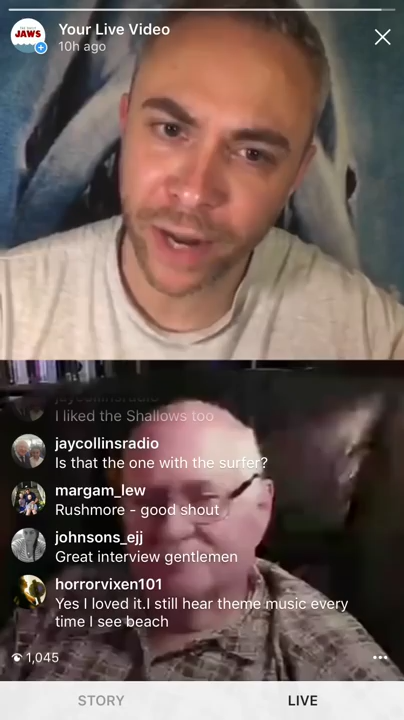 JAWS
Your Live Video
10h ago
jaycollinsradio
I liked the Shallows too
jaycollinsradio
Is that the one with the surfer?
margam_lew
Rushmore - good shout
johnsons_ejj
Great interview gentlemen
horrorvixen101
Yes I loved it.I still hear theme music every
time I see beach
1,045
STORY
LIVE